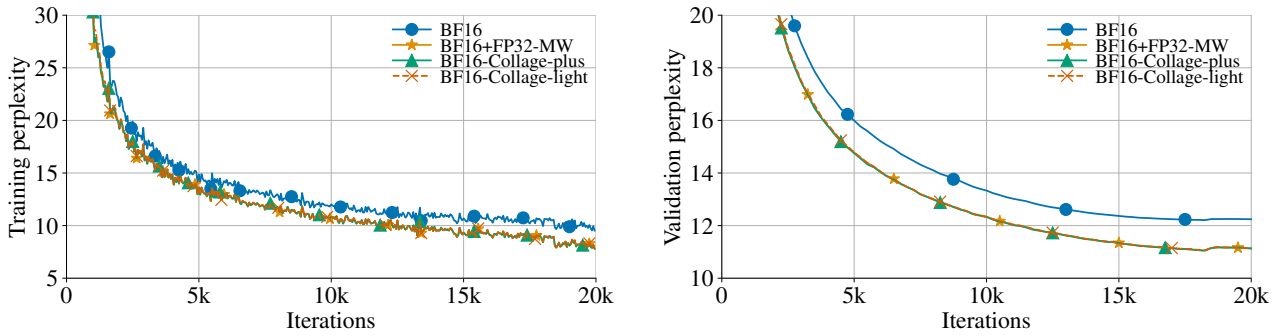 Training perplexity
30
25
20
15
10
5
0
5k
10k
15k
20k
Iterations
BF16
BF16+FP32-MW
BF16-Collage-plus
BF16-Collage-light
Validation perplexity
20
18
16
14
12
10
0
5k
10k
15k
20k
Iterations
BF16
BF16+FP32-MW
BF16-Collage-plus
BF16-Collage-light